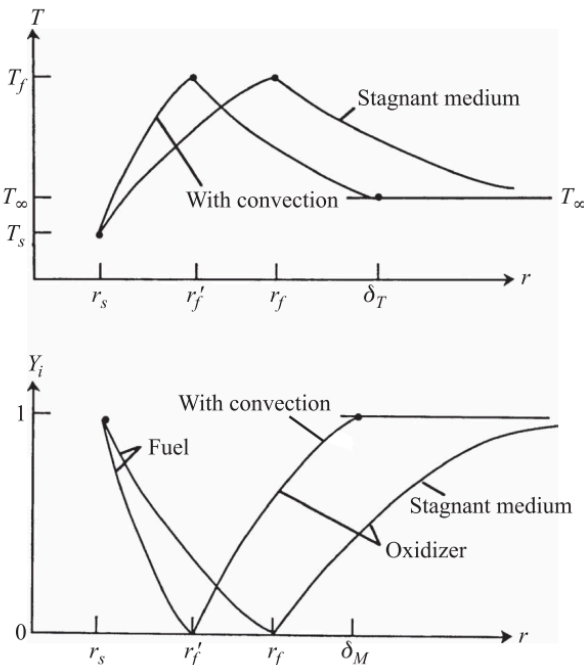 T
T_f
Stagnant medium
T_∞
With convection
T_∞
T_s
r_s
r_f′
r_f
δ_T
r
Y_i
1
With convection
Fuel
Stagnant medium
Oxidizer
0
r_s
r_f′
r_f
δ_M
r